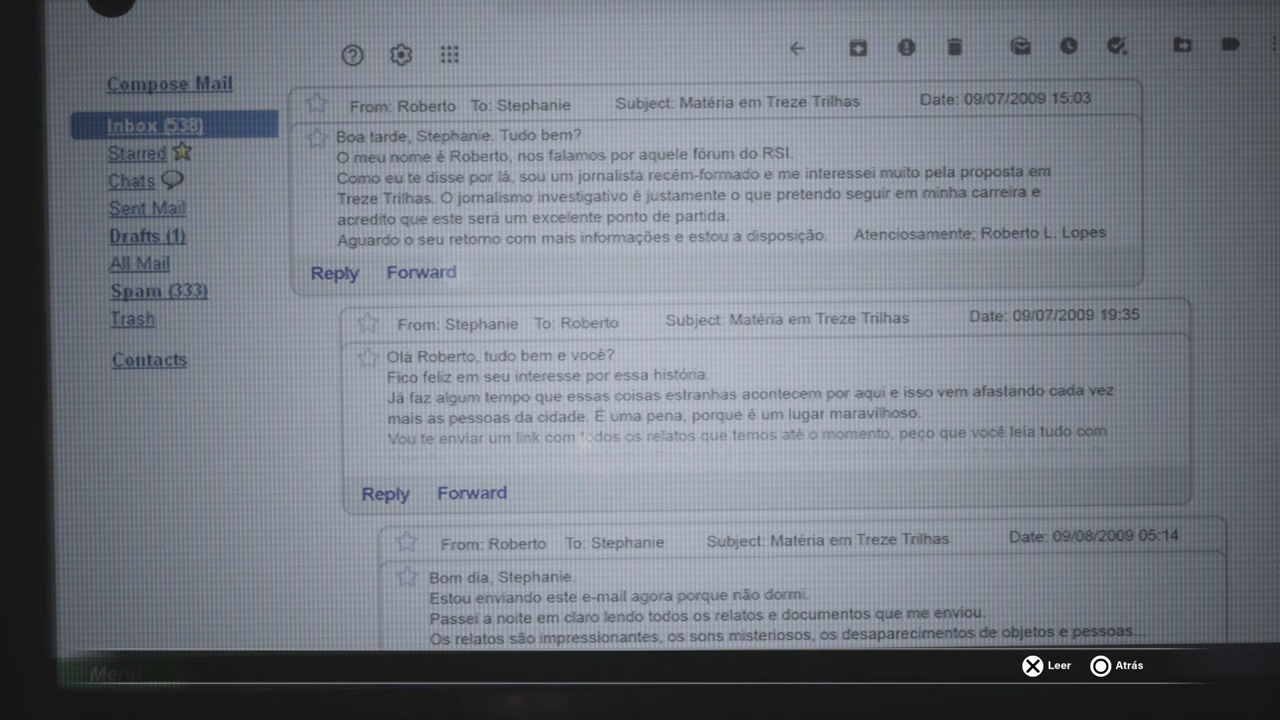 Compose Mail
Inbox (538)
Starred
Chats
Sent Mail
Drafts (1)
All Mail
Spam (333)
Trash
Contacts
From: Roberto To: Stephanie Subject: Matéria em Treze Trilhas Date: 09/07/2009 15:03
Boa tarde, Stephanie. Tudo bem?
O meu nome é Roberto, nos falamos por aquele fórum do RSI.
Como eu te disse por lá, sou um jornalista recém-formado e me interessei muito pela proposta em
Treze Trilhas. O jornalismo investigativo é justamente o que pretendo seguir em minha carreira e
acredito que este será um excelente ponto de partida.
Aguardo o seu retorno com mais informações e estou a disposição. Atenciosamente; Roberto L. Lopes
Reply Forward
From: Stephanie To: Roberto Subject: Matéria em Treze Trilhas Date: 09/07/2009 19:35
Olá Roberto, tudo bem e você?
Fico feliz em seu interesse por essa história.
Já faz algum tempo que essas coisas estranhas acontecem por aqui e isso vem afastando cada vez
mais as pessoas da cidade. É uma pena, porque é um lugar maravilhoso.
Vou te enviar um link com todos os relatos que temos até o momento, peço que você leia tudo com
Reply Forward
From: Roberto To: Stephanie Subject: Matéria em Treze Trilhas Date: 09/08/2009 05:14
Bom dia, Stephanie.
Estou enviando este e-mail agora porque não dormi.
Passei a noite em claro lendo todos os relatos e documentos que me enviou.
Os relatos são impressionantes, os sons misteriosos, os desaparecimentos de objetos e pessoas...
Menu
Leer Atrás